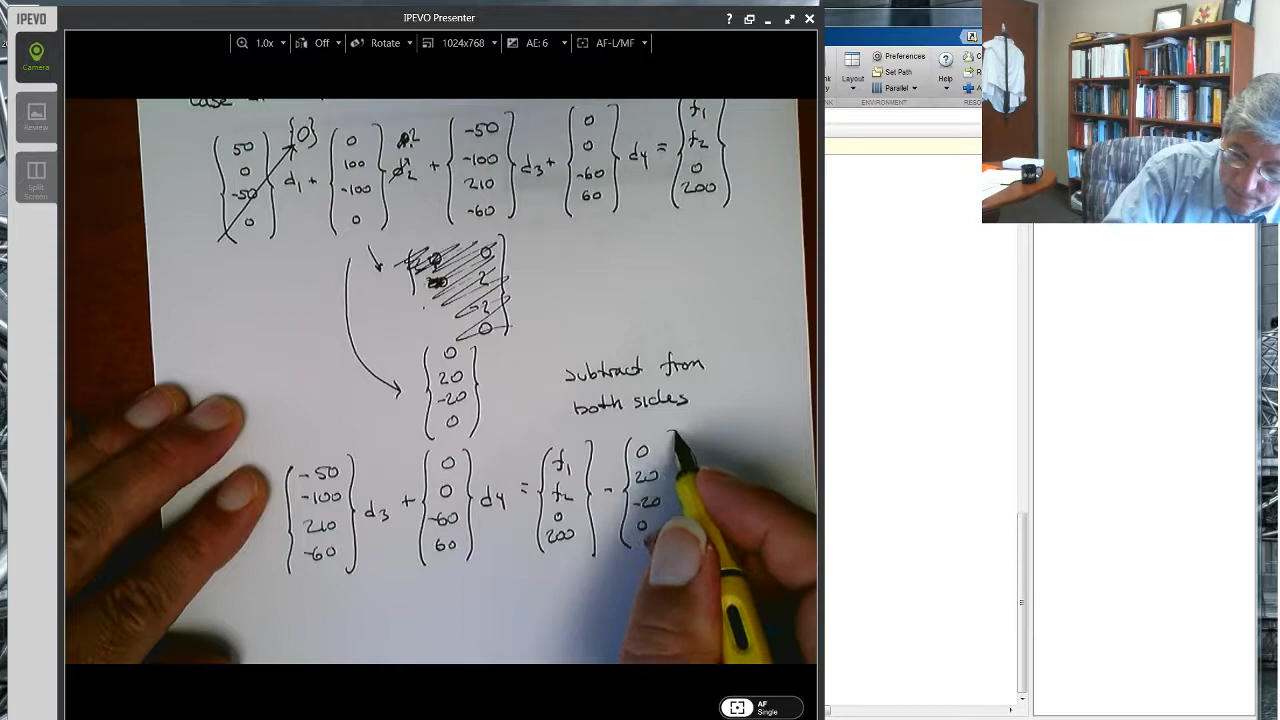 IPEVO
IPEVO Presenter
?
Camera
Review
Split
Screen
1.0x
Off
Rotate
1024x768
AE: 6
AF-L/MF
Layout
Preferences
Set Path
Parallel
Help
ENVIRONMENT
RESO
{0}
50 0 -50 0 d1 + 0 100 -100 0 d2 + -50 -100 210 -60 d3 + 0 0 -60 60 d4 = f1 f2 0 200
0
20
-20
0
subtract from
both sides
-50 -100 210 -60 d3 + 0 0 -60 60 d4 = f1 f2 0 200 - 0 20 -20 0
AF
Single